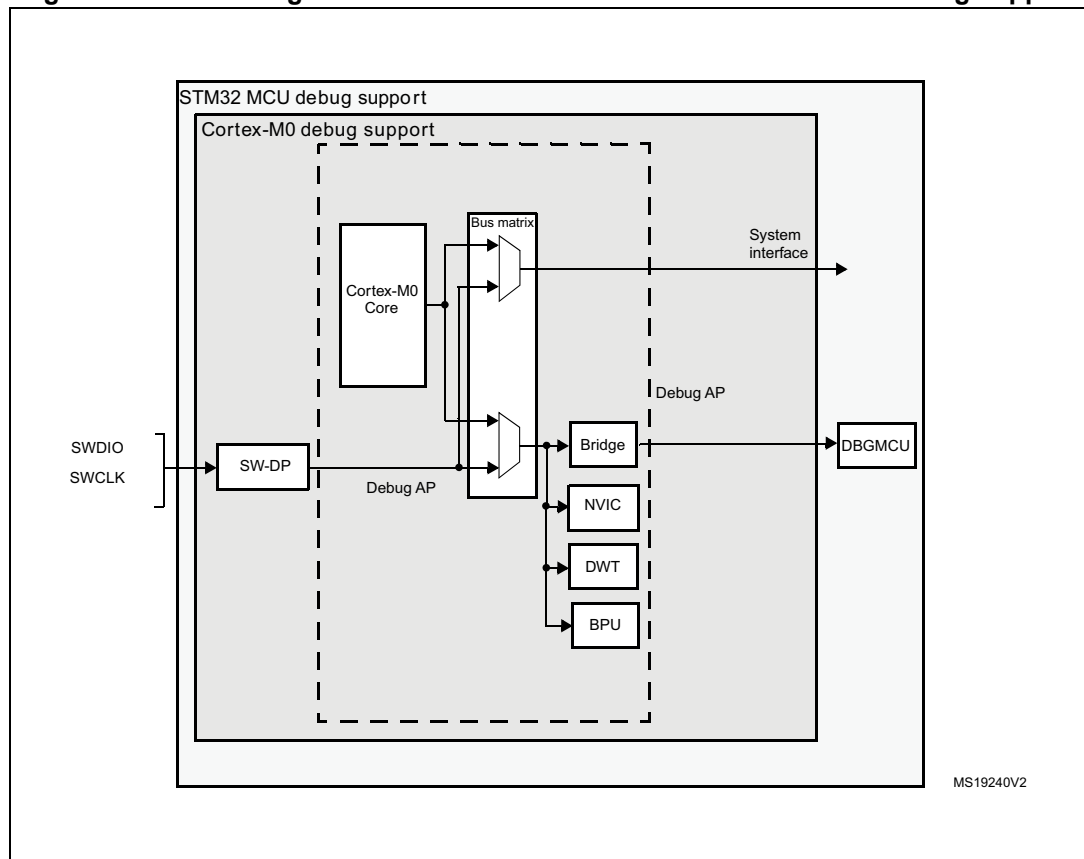 STM32 MCU debug support
Cortex-M0 debug support
Bus matrix
System
interface
Cortex-M0
Core
Debug AP
SWDIO
SWCLK
SW-DP
Debug AP
Bridge
DBGMCU
NVIC
DWT
BPU
MS19240V2